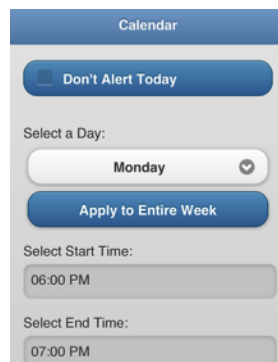 Calendar
Don't Alert Today
Select a Day:
Monday
Apply to Entire Week
Select Start Time:
06:00 PM
Select End Time:
07:00 PM